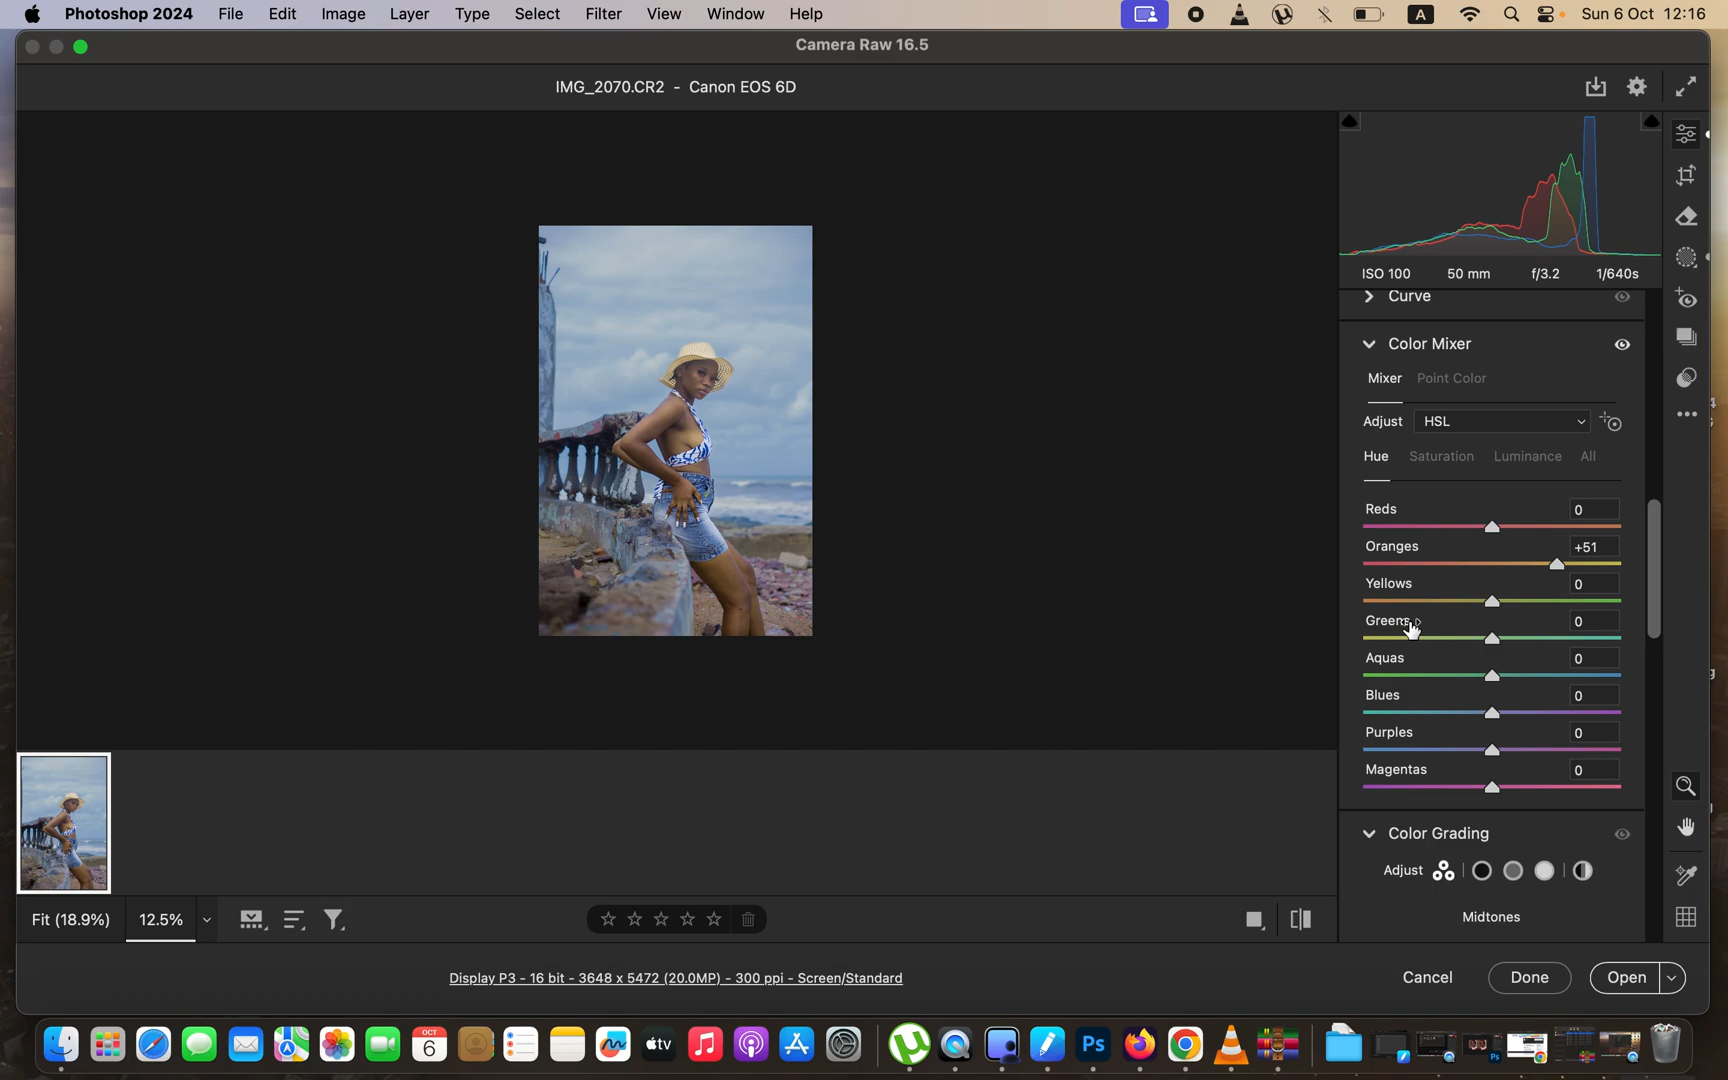 Photoshop 2024 File Edit Image Layer Type Select Filter View Window Help A Sun 6 Oct 12:16
Camera Raw 16.5
IMG_2070.CR2 - Canon EOS 6D
ISO 100 50 mm f/3.2 1/640s
Curve
Color Mixer
Mixer Point Color
Adjust HSL
Hue Saturation Luminance All
Reds 0
Oranges +51
Yellows 0
Greens 0
Aquas 0
Blues 0
Purples 0
Magentas 0
Color Grading
Adjust
Midtones
Fit (18.9%) 12.5%
Display P3 - 16 bit - 3648 x 5472 (20.0MP) - 300 ppi - Screen/Standard
Cancel Done Open
OCT
6
tv
Ps